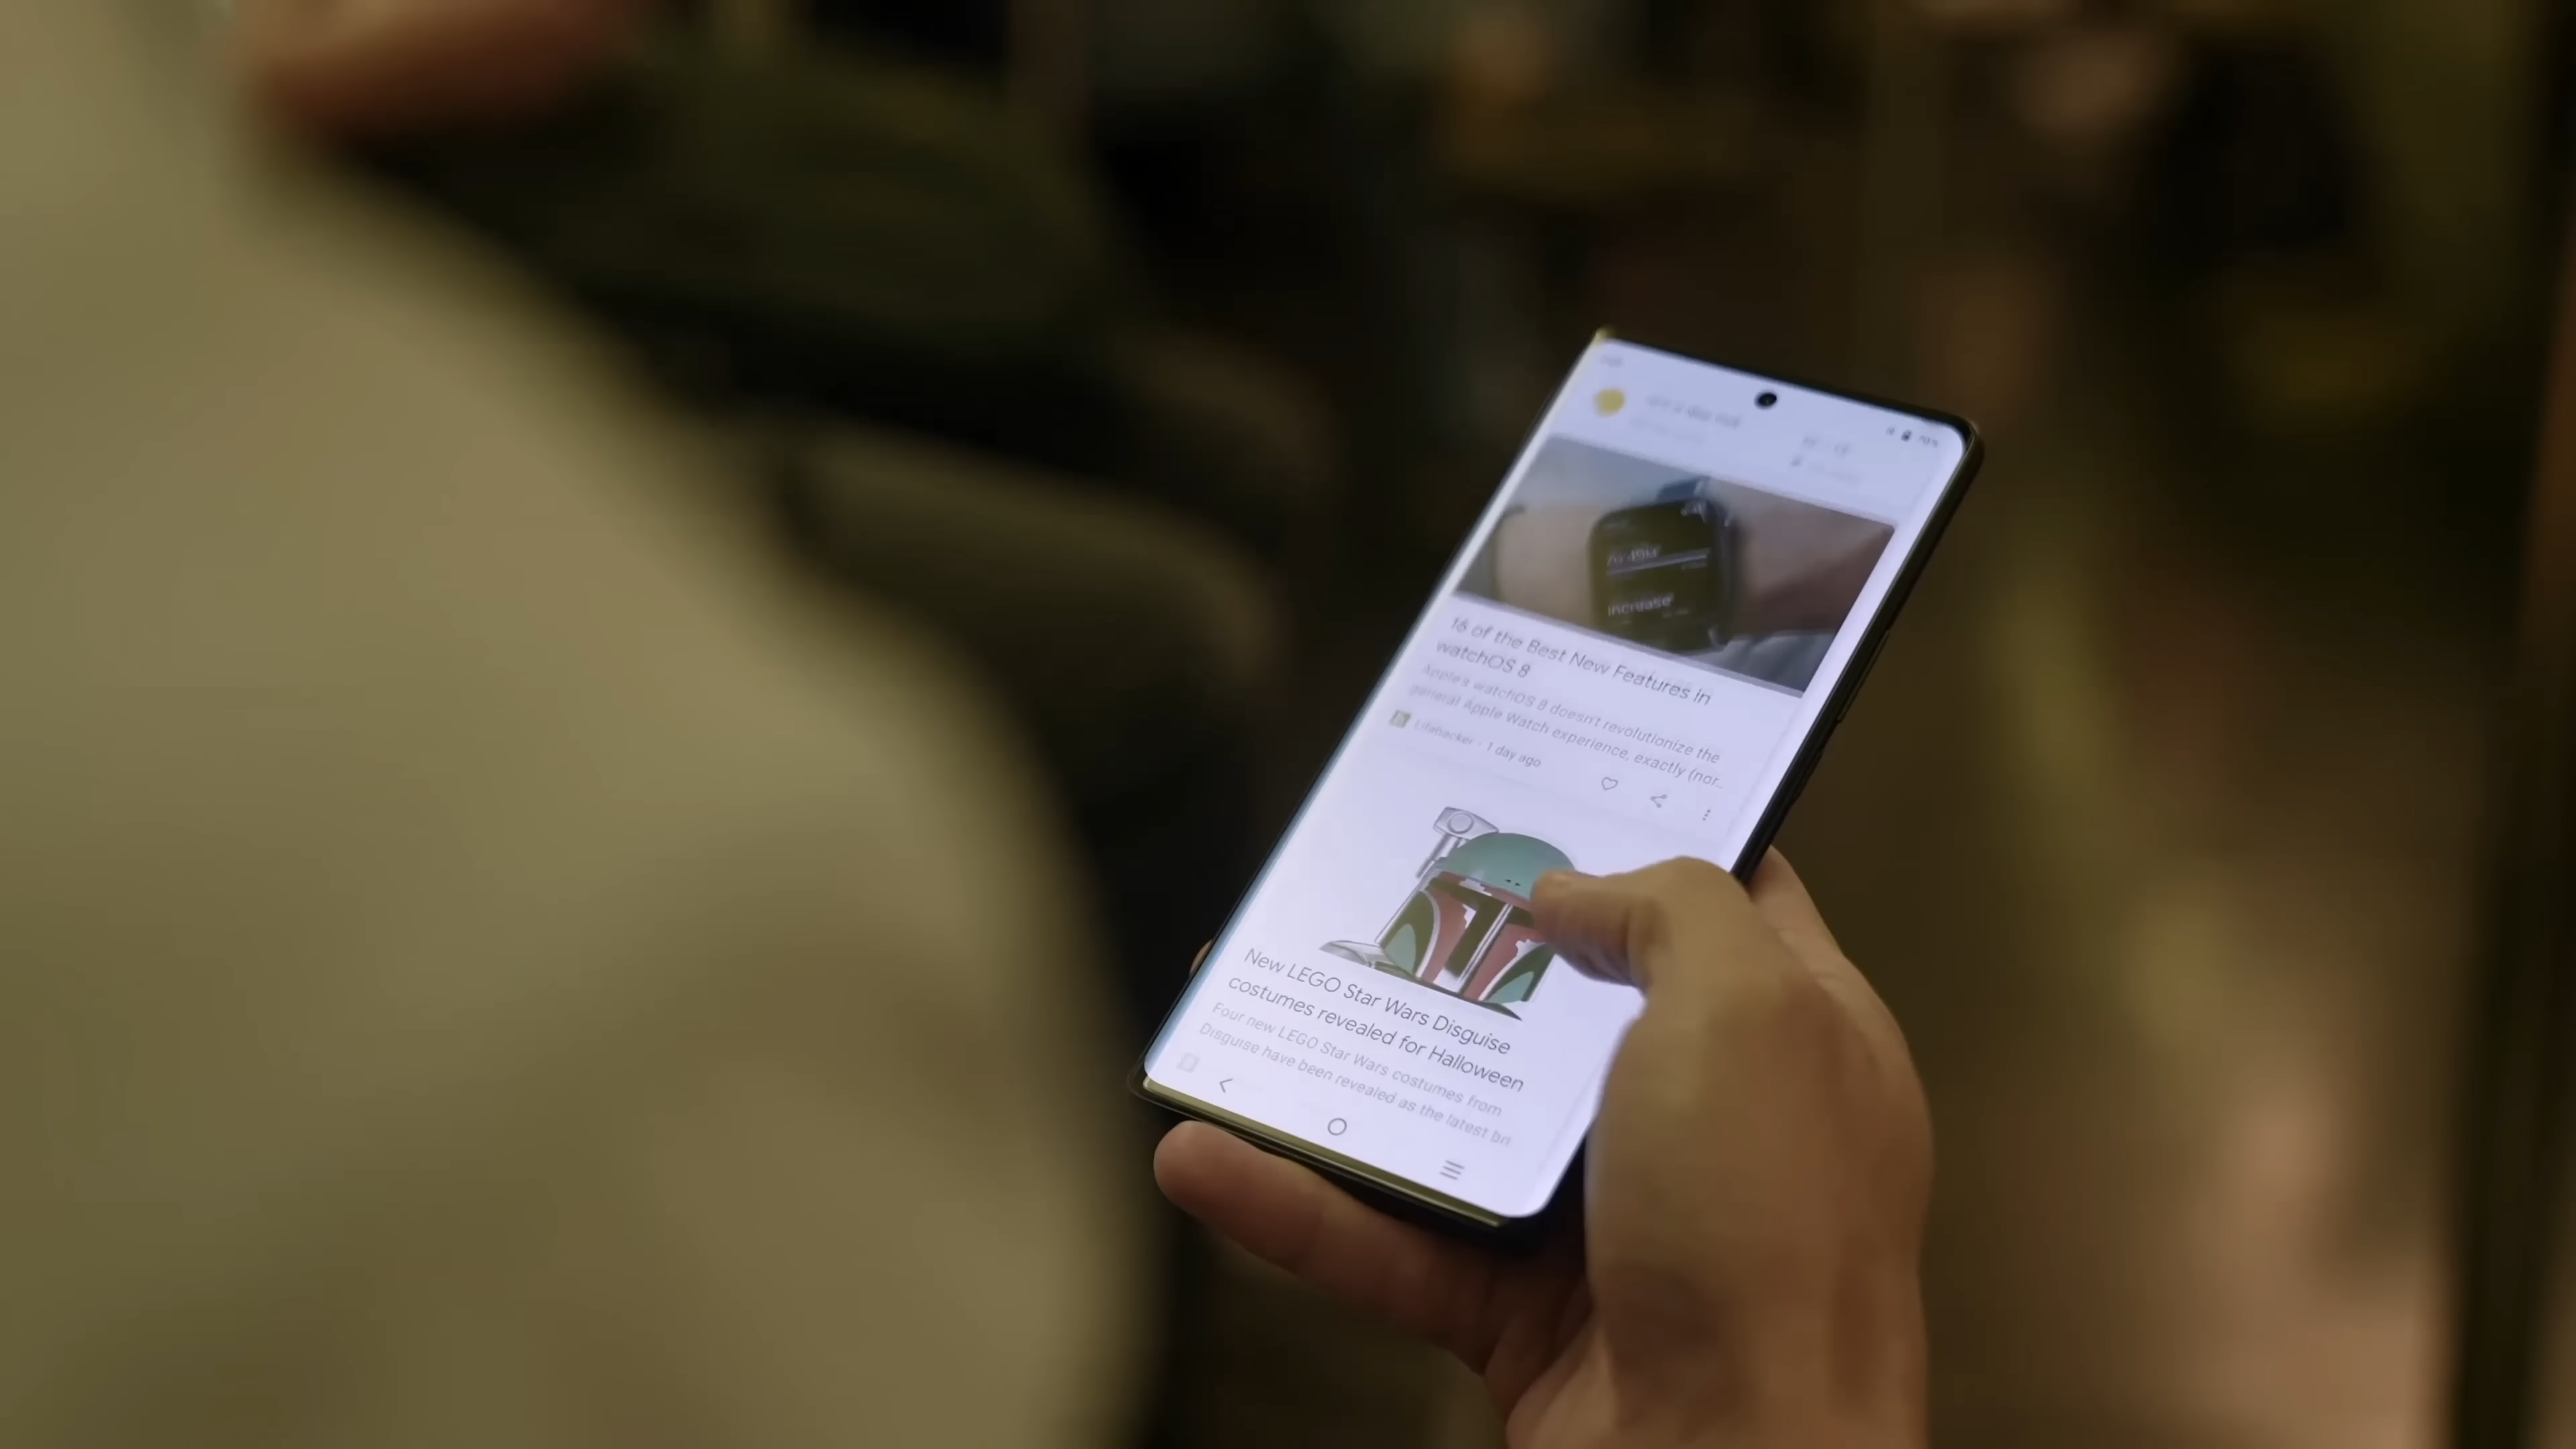 Increase
16 of the Best New Features in
watchOS 8
Apple's watchOS 8 doesn't revolutionize the
general Apple Watch experience, exactly (nor...
Lifehacker · 1 day ago
New LEGO Star Wars Disguise
costumes revealed for Halloween
Four new LEGO Star Wars costumes from
Disguise have been revealed as the latest bri